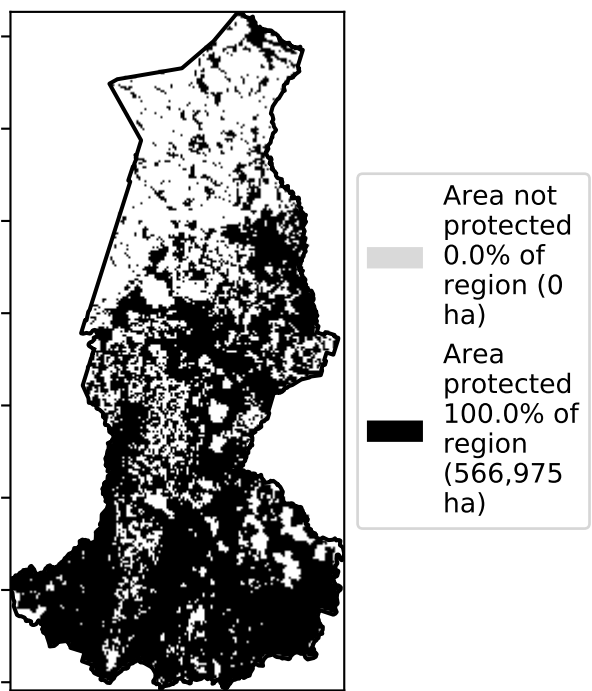 Area not
protected
0.0% of
region (0
ha)
Area
protected
100.0% of
region
(566,975
ha)